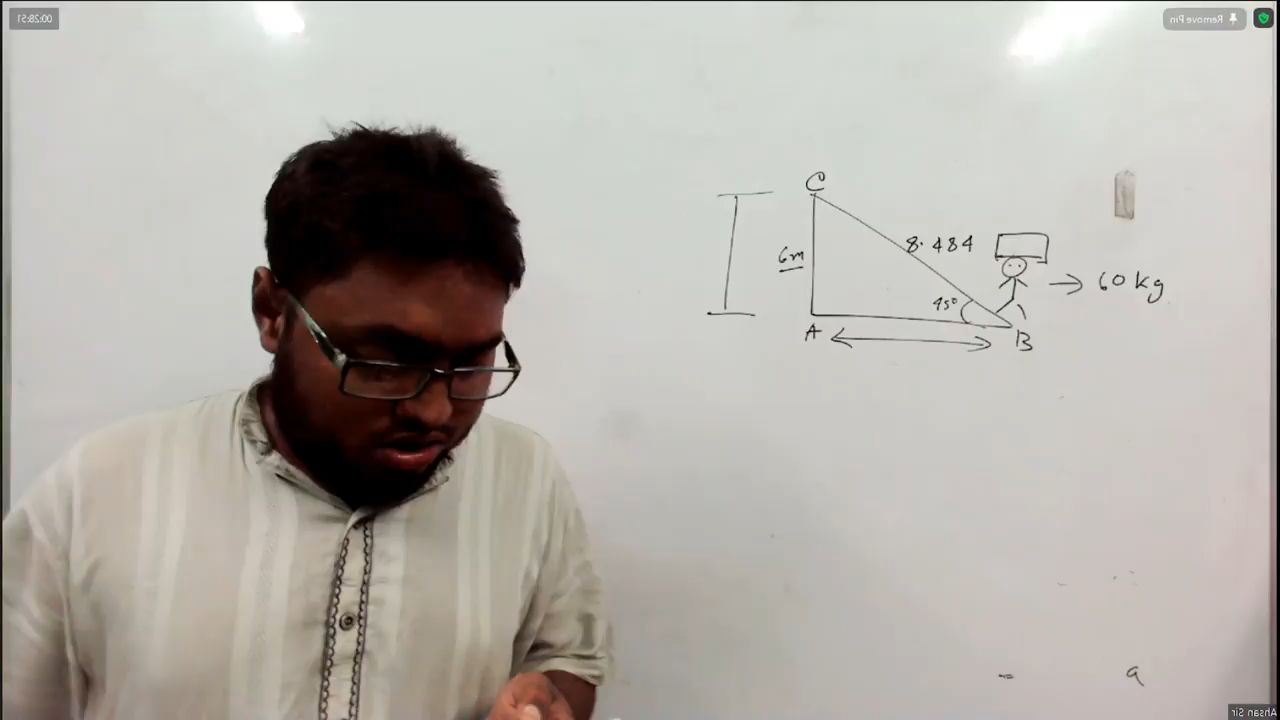 00:28:51
Remove Pin
C
6m
8.484
45°
60 kg
A
B
a
Ahsan Sir